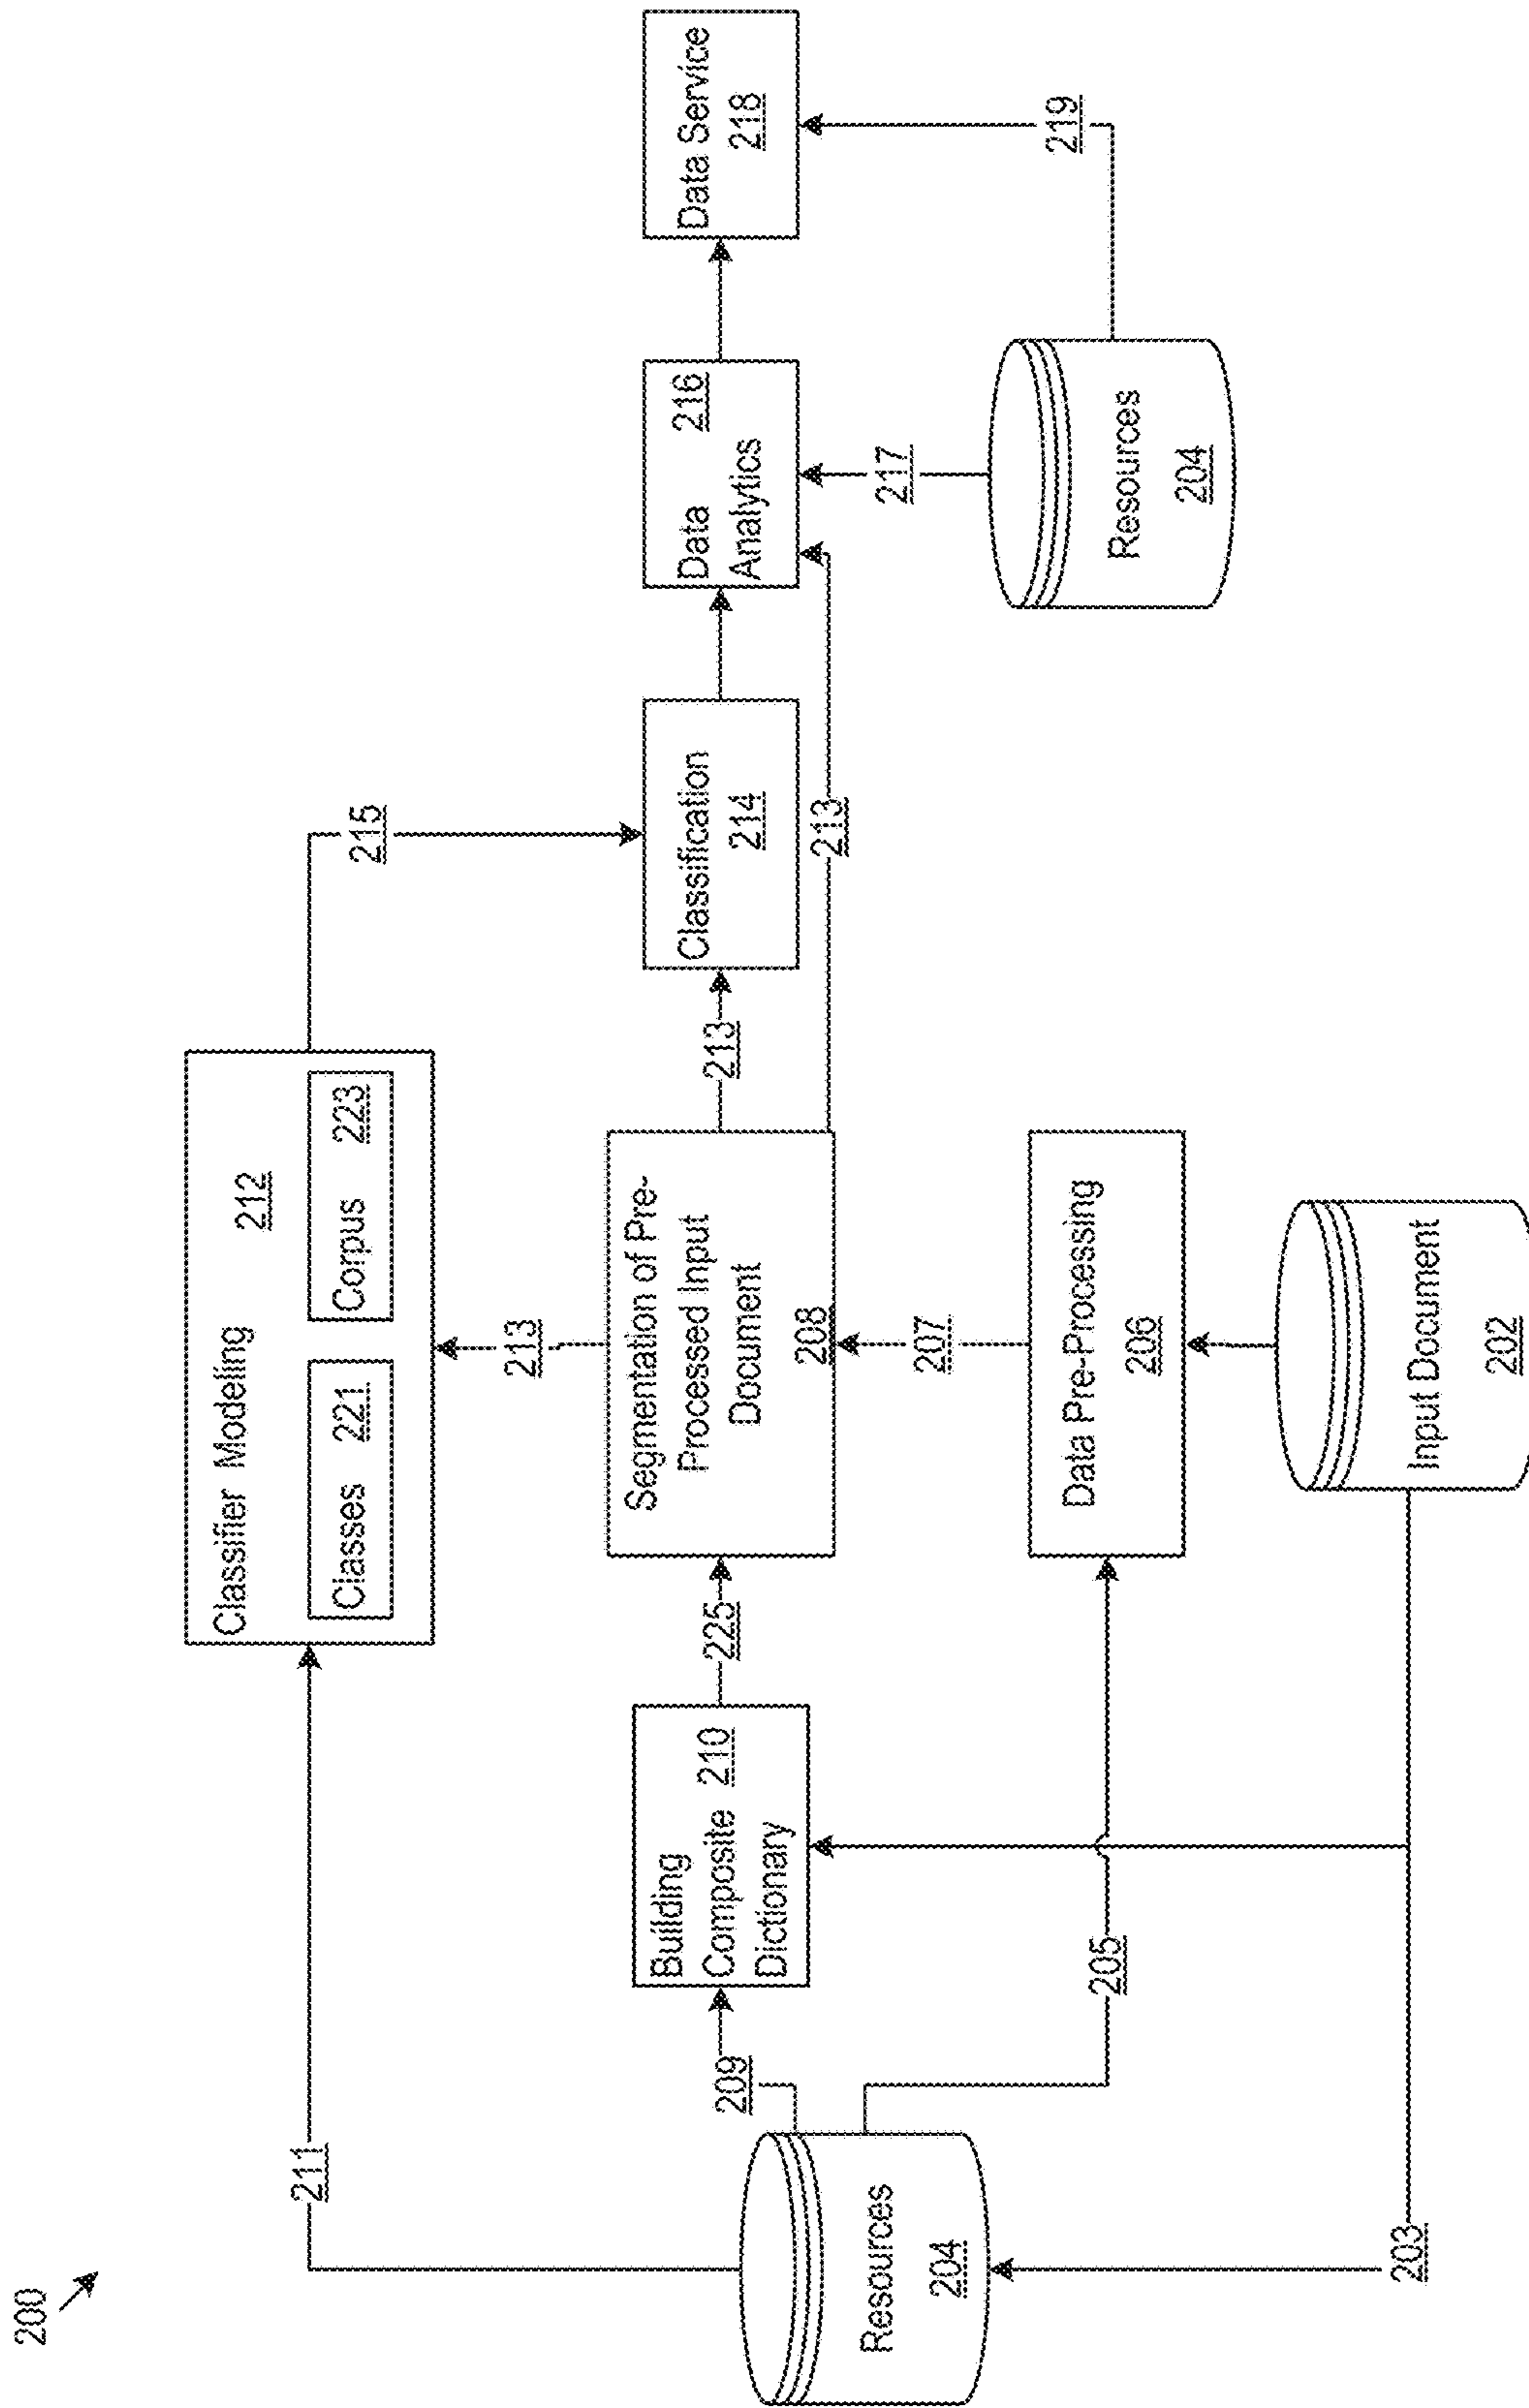 200
211
Classifier Modeling
212
Classes 221
Corpus 223
215
213
Resources
204
209
Building
Composite 210
Dictionary
225
Segmentation of Pre-
Processed Input
Document
208
213
Classification
214
213
Data 216
Analytics
Data Service
218
207
205
Data Pre-Processing
206
217
219
Resources
204
203
Input Document
202